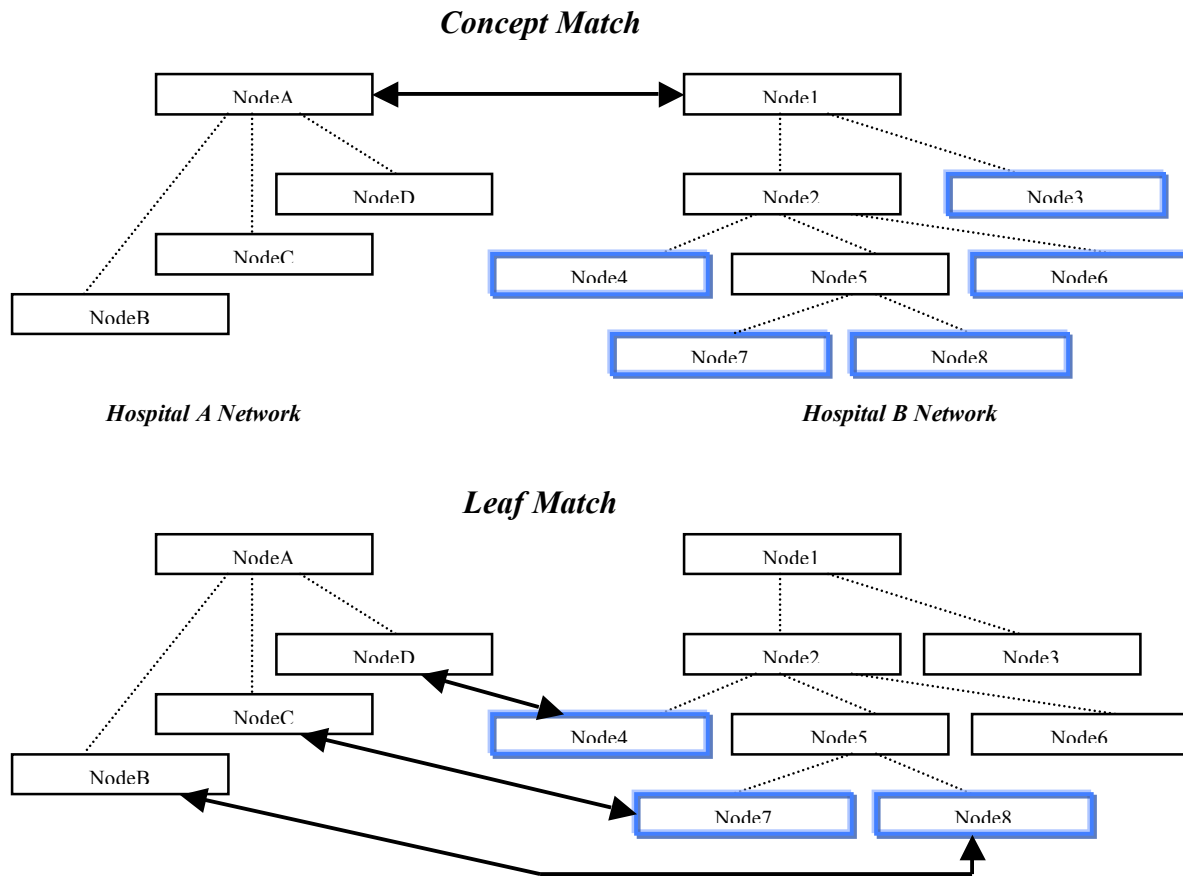 Concept Match
NodeA
Node1
NodeD
Node2
Node3
NodeC
Node4
Node5
Node6
NodeB
Node7
Node8
Hospital A Network
Hospital B Network
Leaf Match
NodeA
Node1
NodeD
Node2
Node3
NodeC
Node4
Node5
Node6
NodeB
Node7
Node8